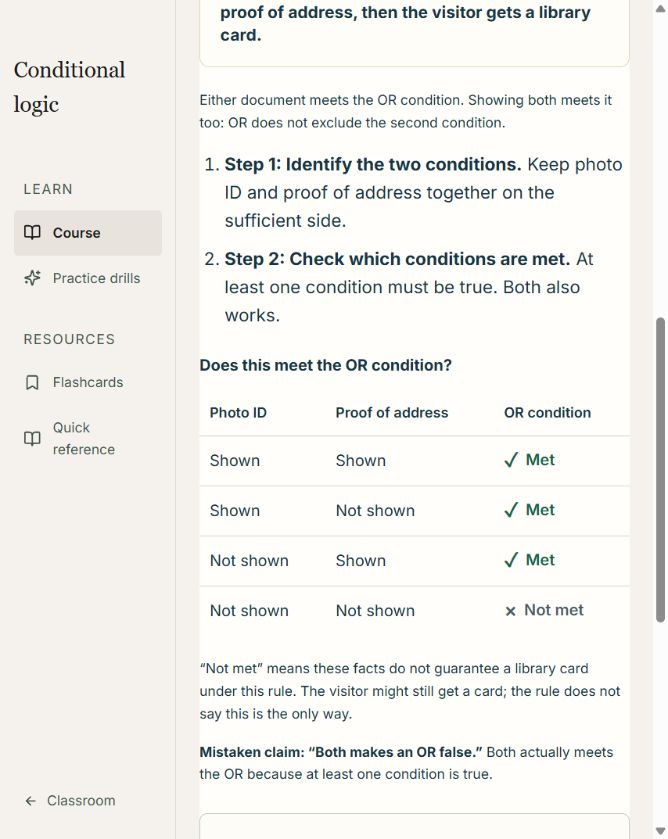 Conditional
logic
LEARN
Course
Practice drills
RESOURCES
Flashcards
Quick
reference
← Classroom
proof of address, then the visitor gets a library
card.
Either document meets the OR condition. Showing both meets it
too: OR does not exclude the second condition.
1. Step 1: Identify the two conditions. Keep photo
ID and proof of address together on the
sufficient side.
2. Step 2: Check which conditions are met. At
least one condition must be true. Both also
works.
Does this meet the OR condition?
Photo ID Proof of address OR condition
Shown Shown ✓ Met
Shown Not shown ✓ Met
Not shown Shown ✓ Met
Not shown Not shown × Not met
“Not met” means these facts do not guarantee a library card
under this rule. The visitor might still get a card; the rule does not
say this is the only way.
Mistaken claim: “Both makes an OR false.” Both actually meets
the OR because at least one condition is true.